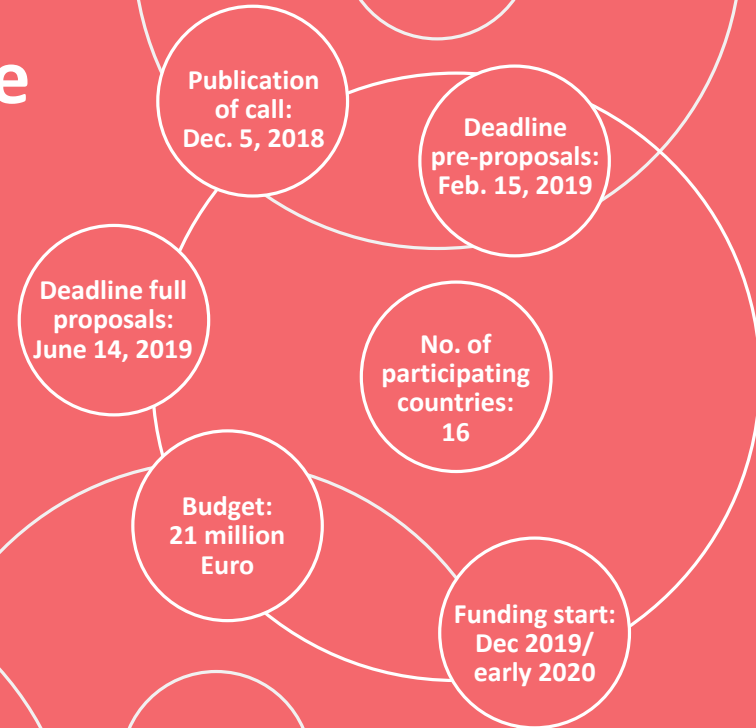 e
Publication
of call:
Dec. 5, 2018
Deadline
pre-proposals:
Feb. 15, 2019
Deadline full
proposals:
June 14, 2019
No. of
participating
countries:
16
Budget:
21 million
Euro
Funding start:
Dec 2019/
early 2020